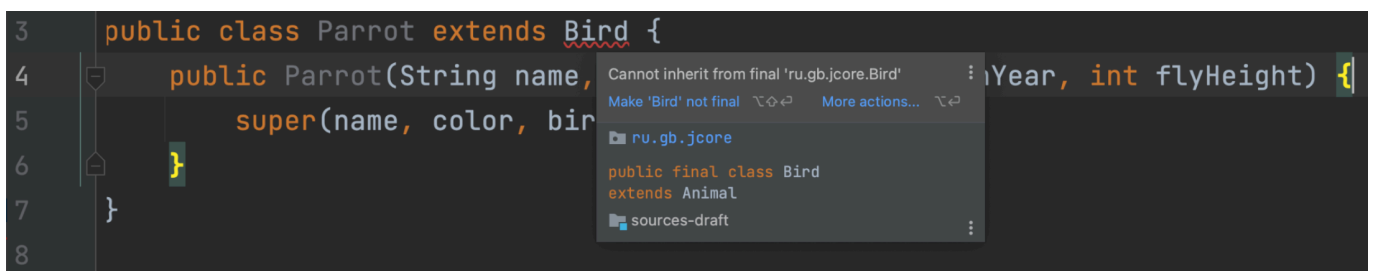 3 public class Parrot extends Bird {
4 public Parrot(String name, Year, int flyHeight) {
Cannot inherit from final 'ru.gb.jcore.Bird'
Make 'Bird' not final ⌥⇧⏎ More actions... ⌥⏎
5 super(name, color, bir
ru.gb.jcore
6 }
public final class Bird
extends Animal
7 }
sources-draft
8